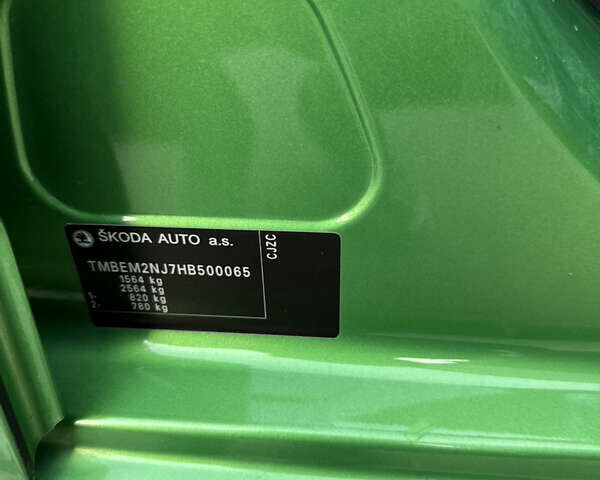 ŠKODA AUTO a.s.
CJZC
TMBEM2NJ7HB500065
1564 kg
2564 kg
1- 820 kg
2- 780 kg